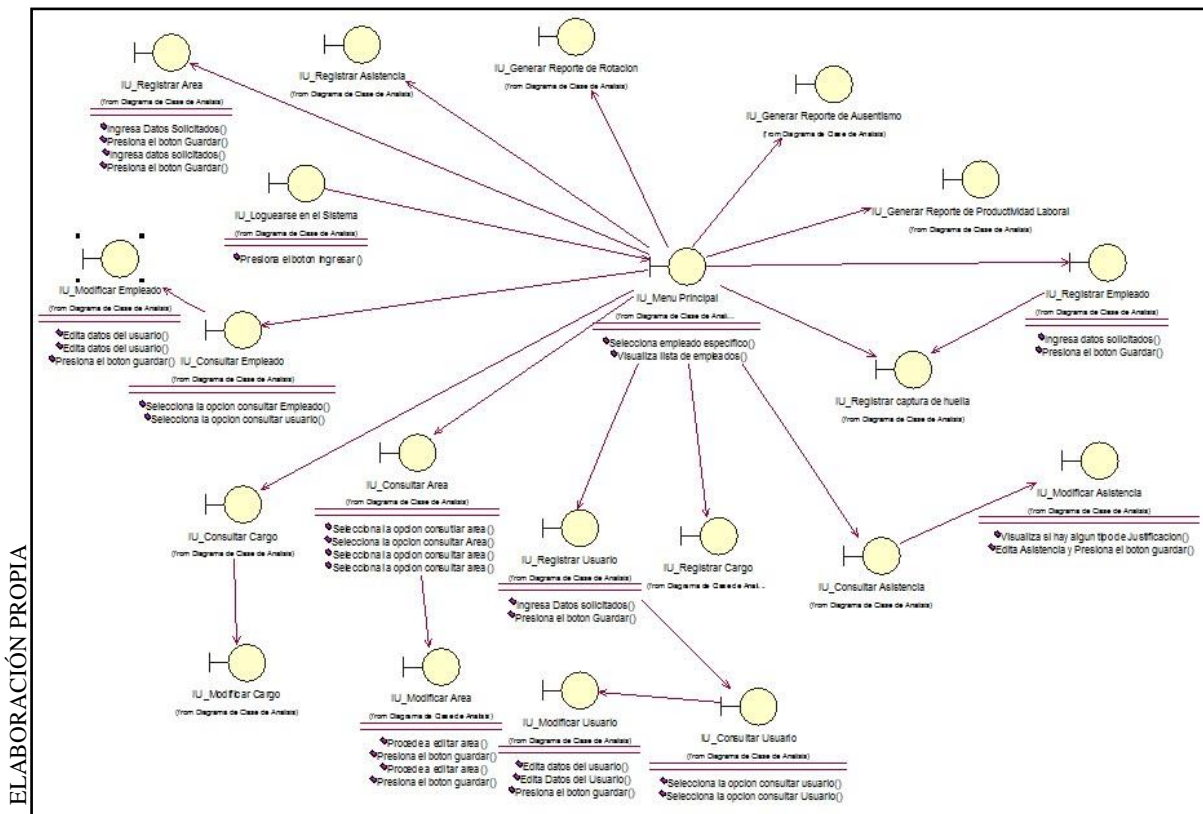 IU_Registrar Area
(from Diagrama de Clase de Analisis)
Ingresa Datos Solicitados()
Presiona el boton Guardar()
Ingresa datos solicitados()
Presiona el boton Guardar()
IU_Registrar Asistencia
(from Diagrama de Clase de Analisis)
IU_Generar Reporte de Rotacion
(from Diagrama de Clase de Analisis)
IU_Generar Reporte de Ausentismo
(from Diagrama de Clase de Analisis)
IU_Loguearse en el Sistema
(from Diagrama de Clase de Analisis)
Presiona el boton Ingresar()
IU_Generar Reporte de Productividad Laboral
(from Diagrama de Clase de Analisis)
IU_Modificar Empleado
(from Diagrama de Clase de Analisis)
Edita datos del usuario()
Edita datos del usuario()
Presiona el boton guardar()
IU_Menu Principal
(from Diagrama de Clase de Anal...
Selecciona empleado especifico()
Visualiza lista de empleados()
IU_Registrar Empleado
(from Diagrama de Clase de Analisis)
Ingresa datos solicitados()
Presiona el boton Guardar()
IU_Consultar Empleado
(from Diagrama de Clase de Analisis)
Selecciona la opcion consultar Empleado()
Selecciona la opcion consultar usuario()
IU_Registrar captura de huella
(from Diagrama de Clase de Analisis)
IU_Consultar Area
(from Diagrama de Clase de Analisis)
Selecciona la opcion consultar area()
Selecciona la opcion consultar Area()
Selecciona la opcion consultar area()
Selecciona la opcion consultar area()
IU_Modificar Asistencia
(from Diagrama de Clase de Analisis)
Visualiza si hay algun tipo de Justificacion()
Edita Asistencia y Presiona el boton guardar()
IU_Consultar Cargo
(from Diagrama de Clase de Analisis)
IU_Registrar Usuario
(from Diagrama de Clase de Analisis)
Ingresa Datos solicitados()
Presiona el boton Guardar()
IU_Registrar Cargo
(from Diagrama de Clase de Anal...
IU_Consultar Asistencia
(from Diagrama de Clase de Analisis)
IU_Modificar Cargo
(from Diagrama de Clase de Analisis)
IU_Modificar Area
(from Diagrama de Clase de Analisis)
Procede a editar area()
Presiona el boton guardar()
Procede a editar area()
Presiona el boton guardar()
IU_Modificar Usuario
(from Diagrama de Clase de Analisis)
Edita datos del usuario()
Edita Datos del Usuario()
Presiona el boton guardar()
IU_Consultar Usuario
(from Diagrama de Clase de Analisis)
Selecciona la opcion consultar usuario()
Selecciona la opcion consultar Usuario()
ELABORACIÓN PROPIA